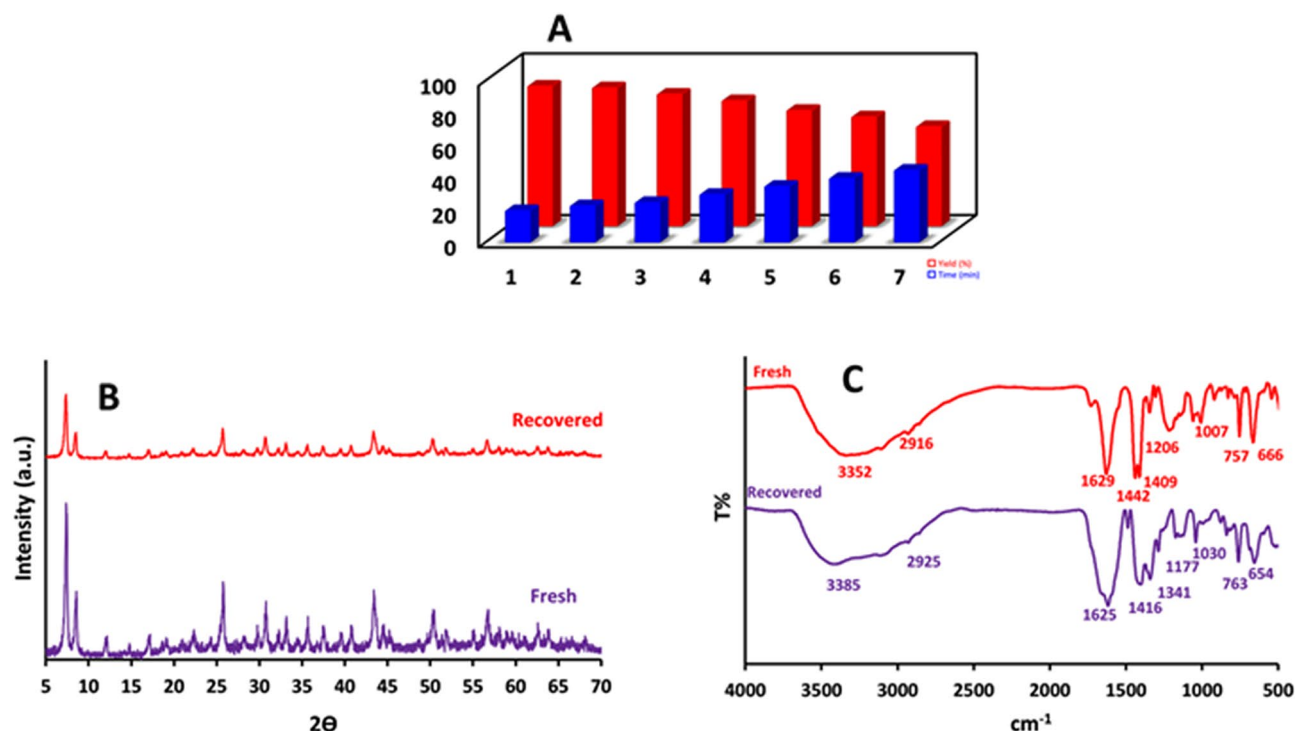 A
100
80
60
40
20
0
1 2 3 4 5 6 7
Yield (%)
Time (min)
B
Recovered
Fresh
Intensity (a.u.)
5 10 15 20 25 30 35 40 45 50 55 60 65 70
2Θ
C
Fresh
2916
3352
1206
1007
757 666
1629
1409
1442
Recovered
2925
3385
1030
1177
763 654
1341
1625
1416
T%
4000 3500 3000 2500 2000 1500 1000 500
cm-1